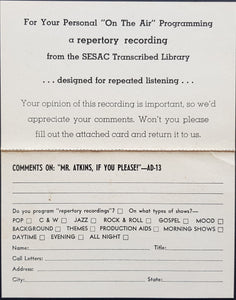 For Your Personal "On The Air" Programming
a repertory recording
from the SESAC Transcribed Library
. . . designed for repeated listening . . .
Your opinion of this recording is important, so we'd
appreciate your comments. Won't you please
fill out the attached card and return it to us.
COMMENTS ON: "MR. ATKINS, IF YOU PLEASE!"—AD-13
Do you program "repertory recordings"? ☐ On what types of shows?—
☐ POP ☐ C & W ☐ JAZZ ☐ ROCK & ROLL ☐ GOSPEL ☐ MOOD ☐
BACKGROUND ☐ THEMES ☐ PRODUCTION AIDS ☐ MORNING SHOWS ☐
DAYTIME ☐ EVENING ☐ ALL NIGHT ☐
Name: Title:
Call Letters:
Address:
City: State: